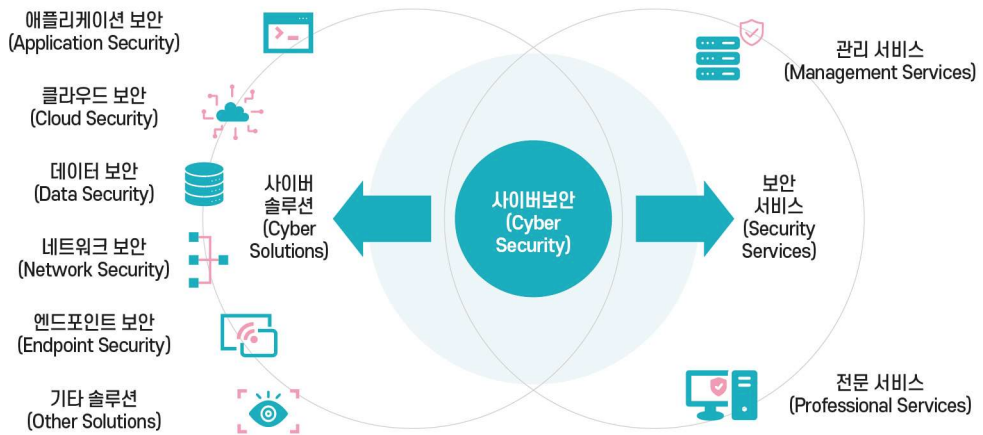 애플리케이션 보안
(Application Security)
클라우드 보안
(Cloud Security)
데이터 보안
(Data Security)
네트워크 보안
(Network Security)
엔드포인트 보안
(Endpoint Security)
기타 솔루션
(Other Solutions)
사이버
솔루션
(Cyber
Solutions)
사이버보안
(Cyber
Security)
보안
서비스
(Security
Services)
관리 서비스
(Management Services)
전문 서비스
(Professional Services)